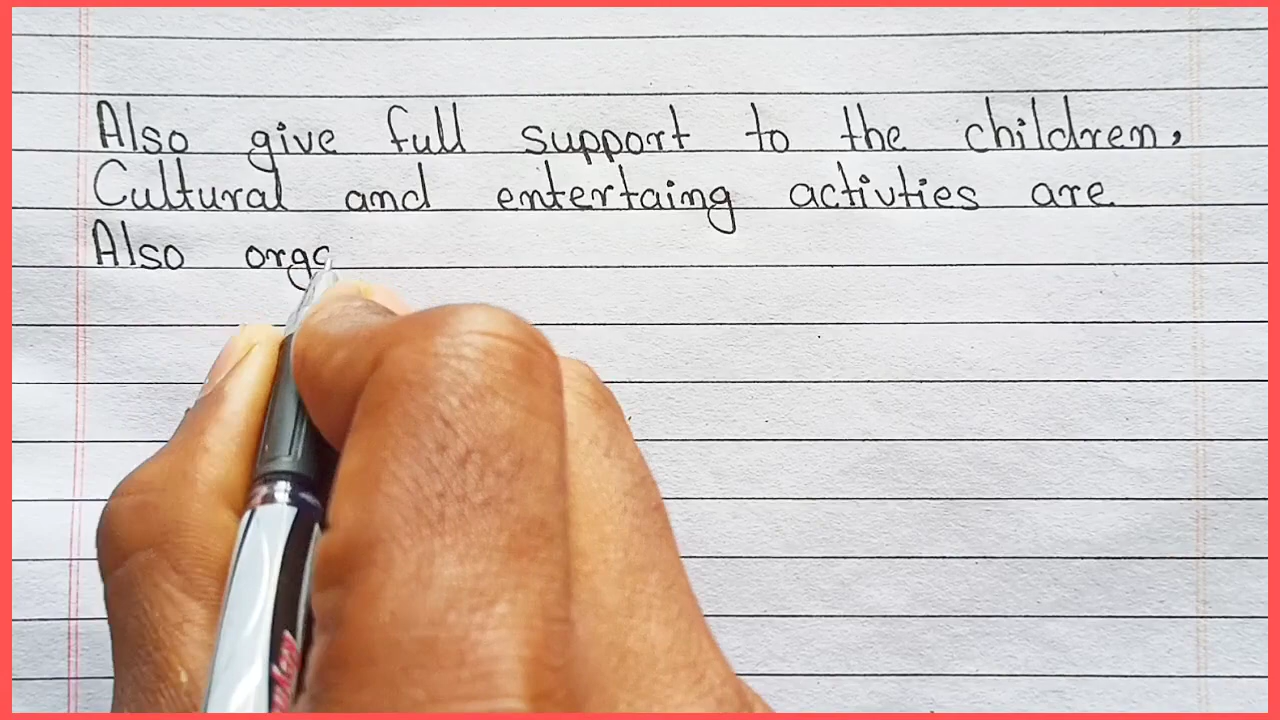 Also give full support to the children,
Cultural and entertaing activties are
Also orga